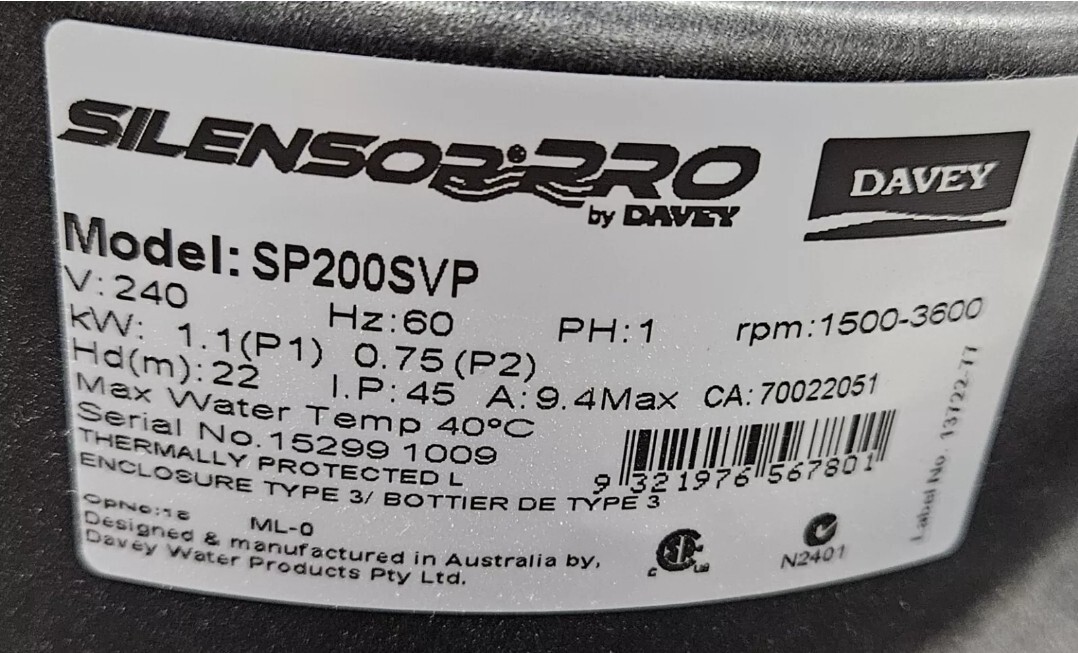 SILENSOR PRO
by DAVEY
DAVEY
Model: SP200SVP
V: 240 Hz:60 PH:1 rpm:1500-3600
kW: 1.1(P1) 0.75(P2)
Hd(m): 22 I.P: 45 A: 9.4Max CA: 70022051
Max Water Temp 40°C
Serial No. 15299 1009
THERMALLY PROTECTED L
ENCLOSURE TYPE 3/ BOTTIER DE TYPE 3
9 321976 567801
OpNo:18 ML-0
Designed & manufactured in Australia by,
Davey Water Products Pty Ltd.
C US
N2401
Label No. 13722-77